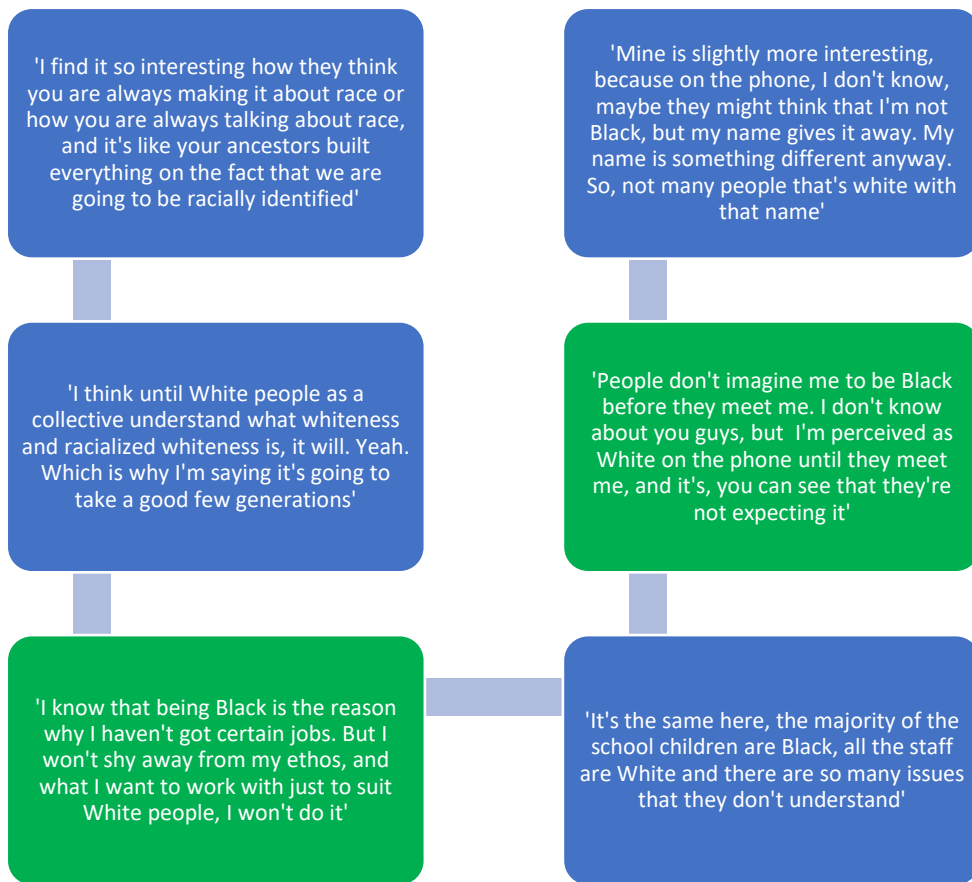 'I find it so interesting how they think
you are always making it about race or
how you are always talking about race,
and it's like your ancestors built
everything on the fact that we are
going to be racially identified'
'I think until White people as a
collective understand what whiteness
and racialized whiteness is, it will. Yeah.
Which is why I'm saying it's going to
take a good few generations'
'I know that being Black is the reason
why I haven't got certain jobs. But I
won't shy away from my ethos, and
what I want to work with just to suit
White people, I won't do it'
'It's the same here, the majority of the
school children are Black, all the staff
are White and there are so many issues
that they don't understand'
'People don't imagine me to be Black
before they meet me. I don't know
about you guys, but  I'm perceived as
White on the phone until they meet
me, and it's, you can see that they're
not expecting it'
'Mine is slightly more interesting,
because on the phone, I don't know,
maybe they might think that I'm not
Black, but my name gives it away. My
name is something different anyway.
So, not many people that's white with
that name'